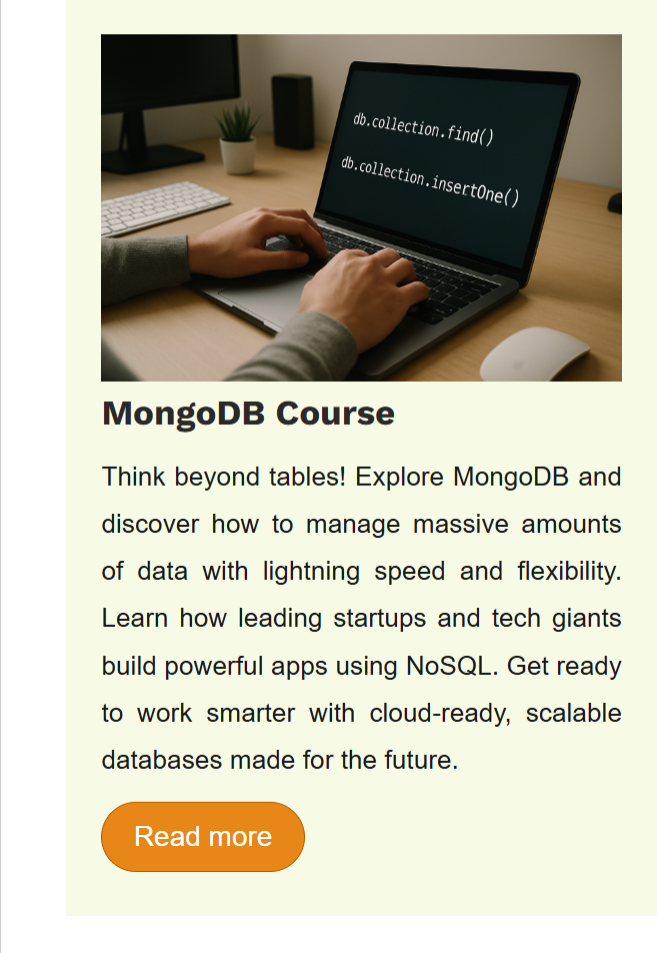 db.collection.find()
db.collection.insertOne()
MongoDB Course
Think beyond tables! Explore MongoDB and
discover how to manage massive amounts
of data with lightning speed and flexibility.
Learn how leading startups and tech giants
build powerful apps using NoSQL. Get ready
to work smarter with cloud-ready, scalable
databases made for the future.
Read more